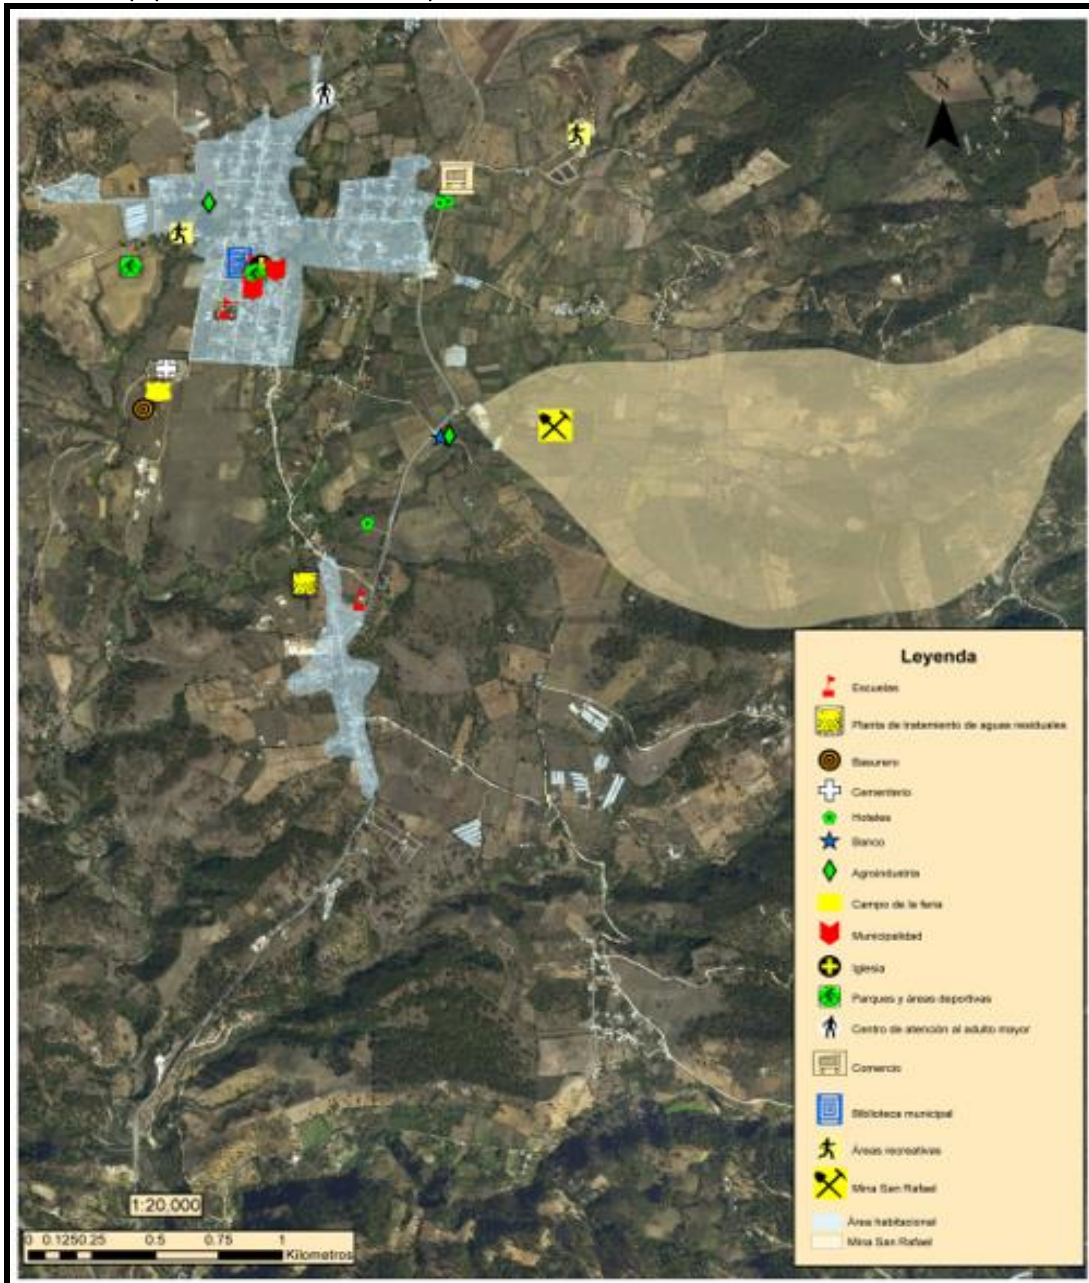 N
Leyenda
Escuelas
Planta de tratamiento de aguas residuales
Basurero
Cementerio
Hoteles
Banco
Agroindustria
Campo de la feria
Municipalidad
Iglesia
Parques y áreas deportivas
Centro de atención al adulto mayor
Comercio
Biblioteca municipal
Áreas recreativas
Mina San Rafael
Área habitacional
Mina San Rafael
1:20.000
0 0.1250.25 0.5 0.75 1
Kilometros